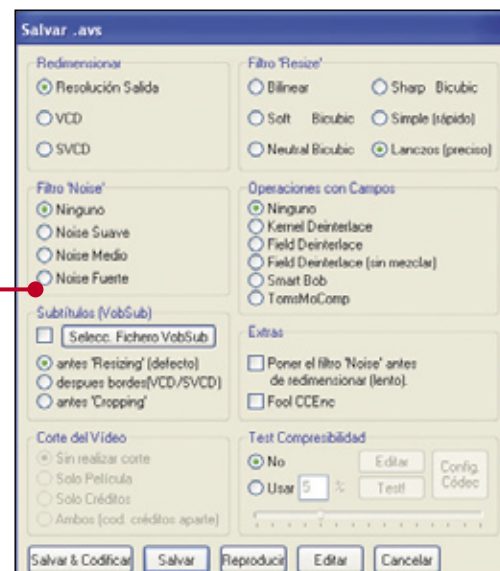 Salvar .avs
Redimensionar
Resolución Salida
VCD
SVCD
Filtro 'Resize'
Bilinear
Sharp Bicubic
Soft Bicubic
Simple (rápido)
Neutral Bicubic
Lanczos (preciso)
Filtro 'Noise'
Ninguno
Noise Suave
Noise Medio
Noise Fuerte
Operaciones con Campos
Ninguno
Kernel Deinterlace
Field Deinterlace
Field Deinterlace (sin mezclar)
Smart Bob
TomsMoComp
Subtítulos (VobSub)
Selecc. Fichero VobSub
antes 'Resizing' (defecto)
despues bordes(VCD/SVCD)
antes 'Cropping'
Extras
Poner el filtro 'Noise' antes
de redimensionar (lento).
Fool CCEnc
Corte del Vídeo
Sin realizar corte
Solo Película
Solo Créditos
Ambos (cod. créditos aparte)
Test Compresibilidad
No
Editar
Config.
Códec
Usar 5 %
Test!
Salvar & Codificar
Salvar
Reproducir
Editar
Cancelar